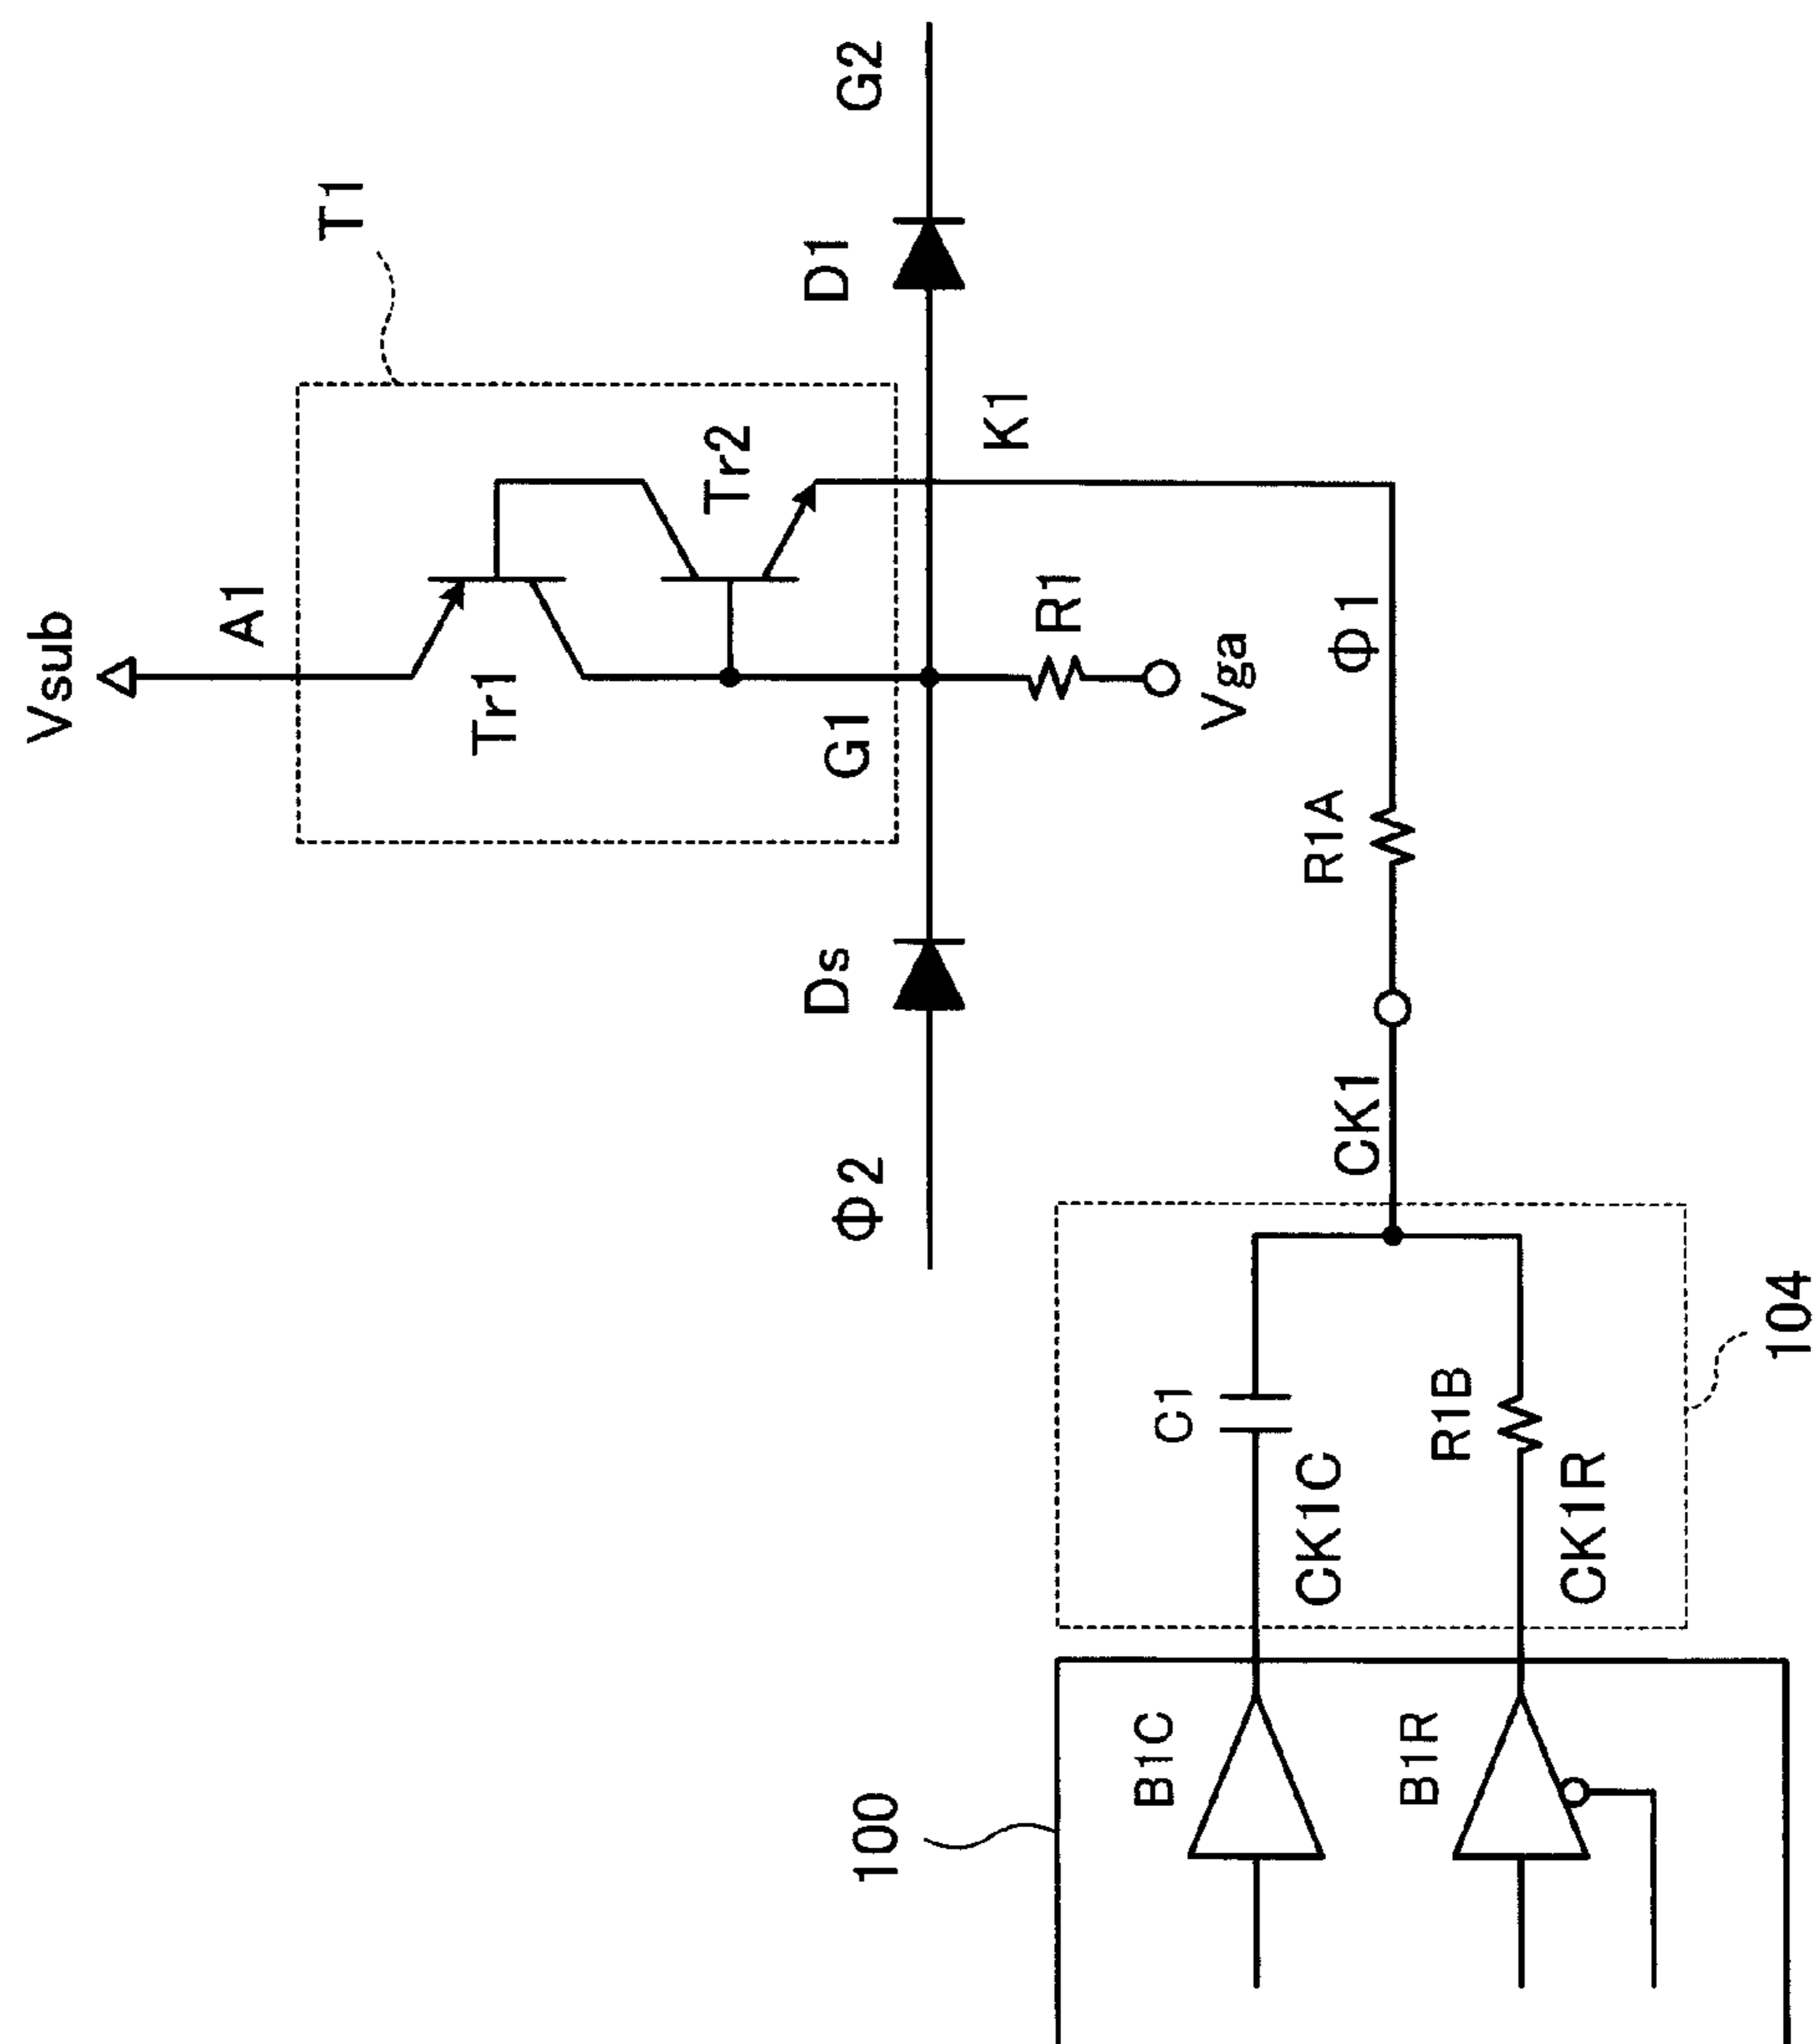 Vsub
A1
T1
Tr1
Tr2
G1
G2
D1
K1
Ds
Φ2
R1
Vga
Φ1
R1A
CK1
C1
CK1C
R1B
CK1R
104
100
B1C
B1R